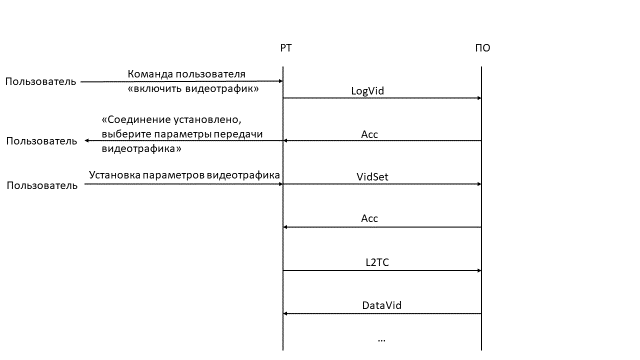 РТ
ПО
Пользователь
Команда пользователя
«включить видеотрафик»
LogVid
«Соединение установлено,
выберите параметры передачи
видеотрафика»
Пользователь
Acc
Установка параметров видеотрафика
Пользователь
VidSet
Acc
L2TC
DataVid
...